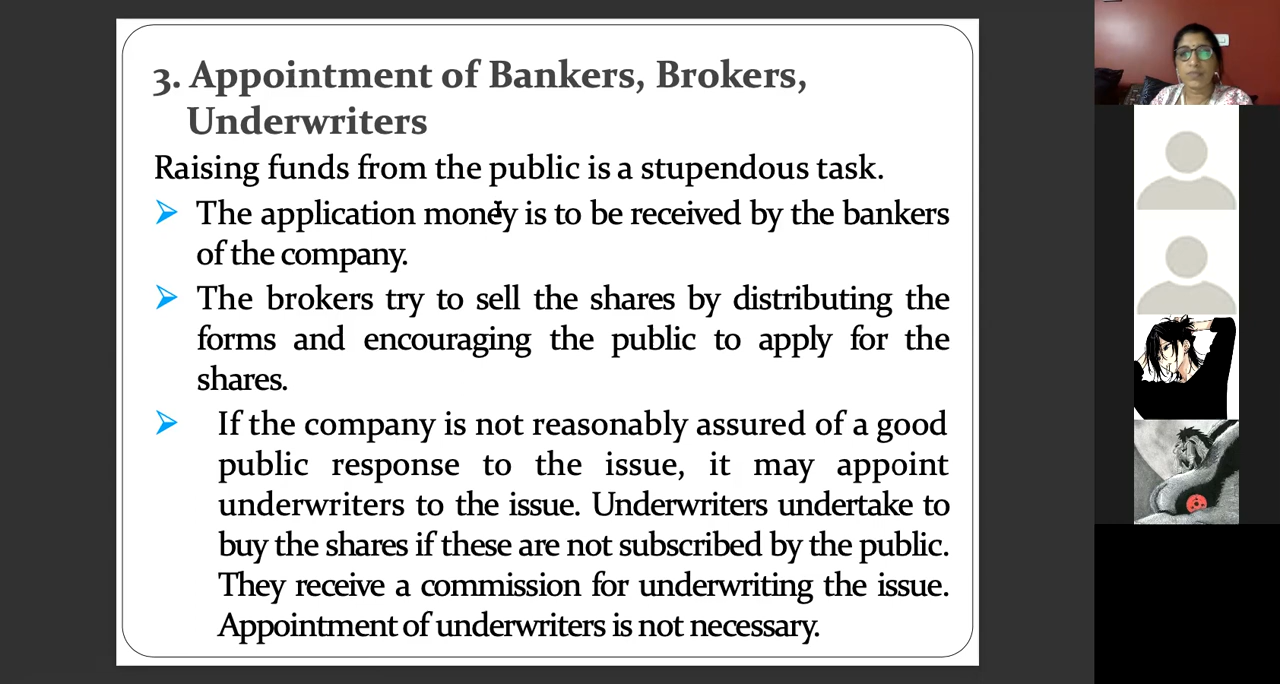 3. Appointment of Bankers, Brokers,
Underwriters
Raising funds from the public is a stupendous task.
The application money is to be received by the bankers
of the company.
The brokers try to sell the shares by distributing the
forms and encouraging the public to apply for the
shares.
If the company is not reasonably assured of a good
public response to the issue, it may appoint
underwriters to the issue. Underwriters undertake to
buy the shares if these are not subscribed by the public.
They receive a commission for underwriting the issue.
Appointment of underwriters is not necessary.